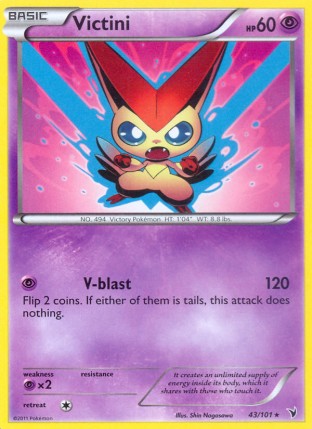 BASIC
Victini
HP60
NO. 494 Victory Pokémon HT: 1'04" WT: 8.8 lbs.
V-blast 120
Flip 2 coins. If either of them is tails, this attack does
nothing.
weakness
resistance
×2
retreat
It creates an unlimited supply of
energy inside its body, which it
shares with those who touch it.
©2011 Pokémon
Illus. Shin Nagasawa
43/101 ★